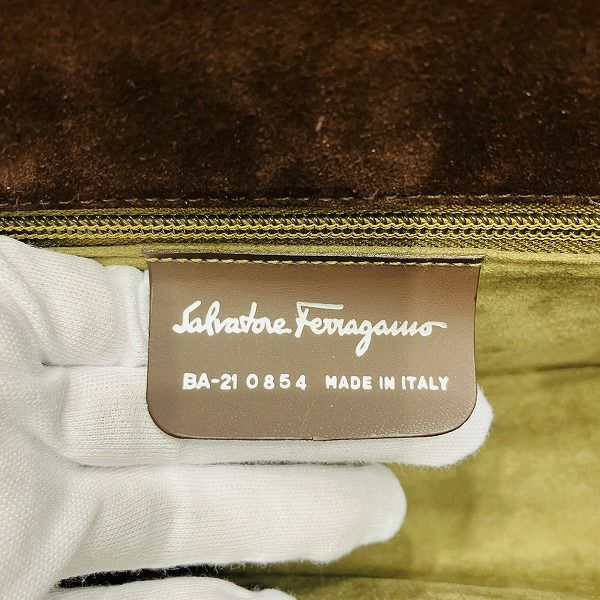 Salvatore Ferragamo
BA-21 0854 MADE IN ITALY